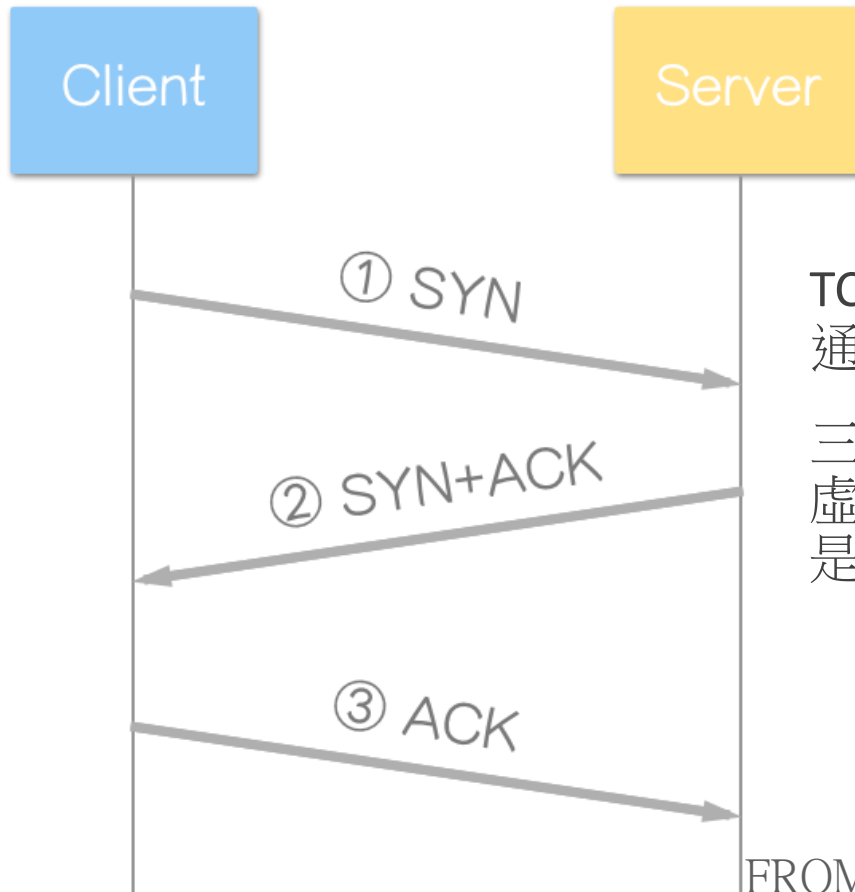 Client
Server
① SYN
TC
通
② SYN+ACK
三
虛
是
③ ACK
FROM